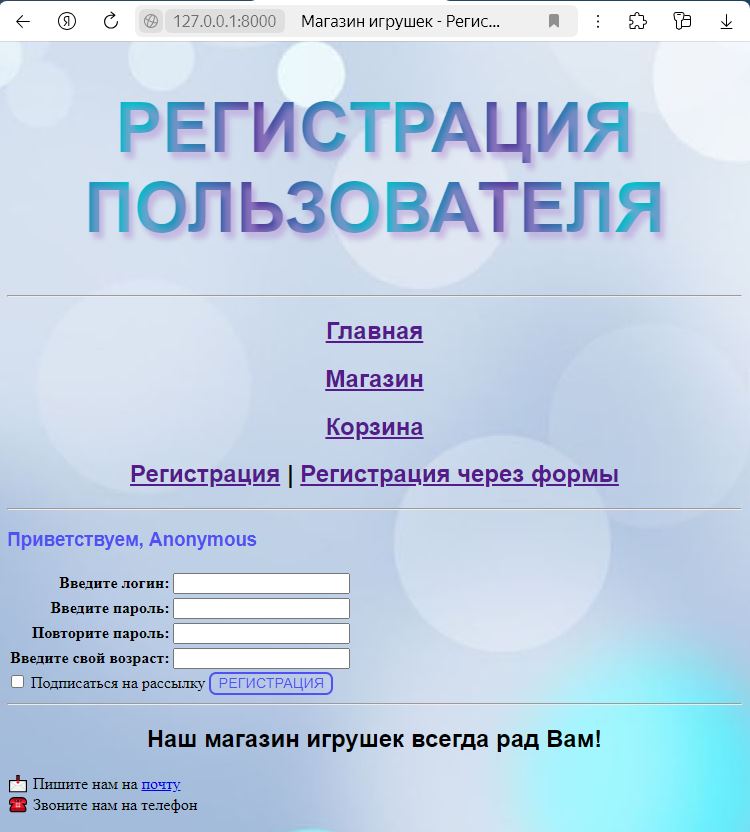 127.0.0.1:8000 Магазин игрушек - Регис...
РЕГИСТРАЦИЯ
ПОЛЬЗОВАТЕЛЯ
Главная
Магазин
Корзина
Регистрация | Регистрация через формы
Приветствуем, Anonymous
Введите логин:
Введите пароль:
Повторите пароль:
Введите свой возраст:
Подписаться на рассылку РЕГИСТРАЦИЯ
Наш магазин игрушек всегда рад Вам!
Пишите нам на почту
Звоните нам на телефон